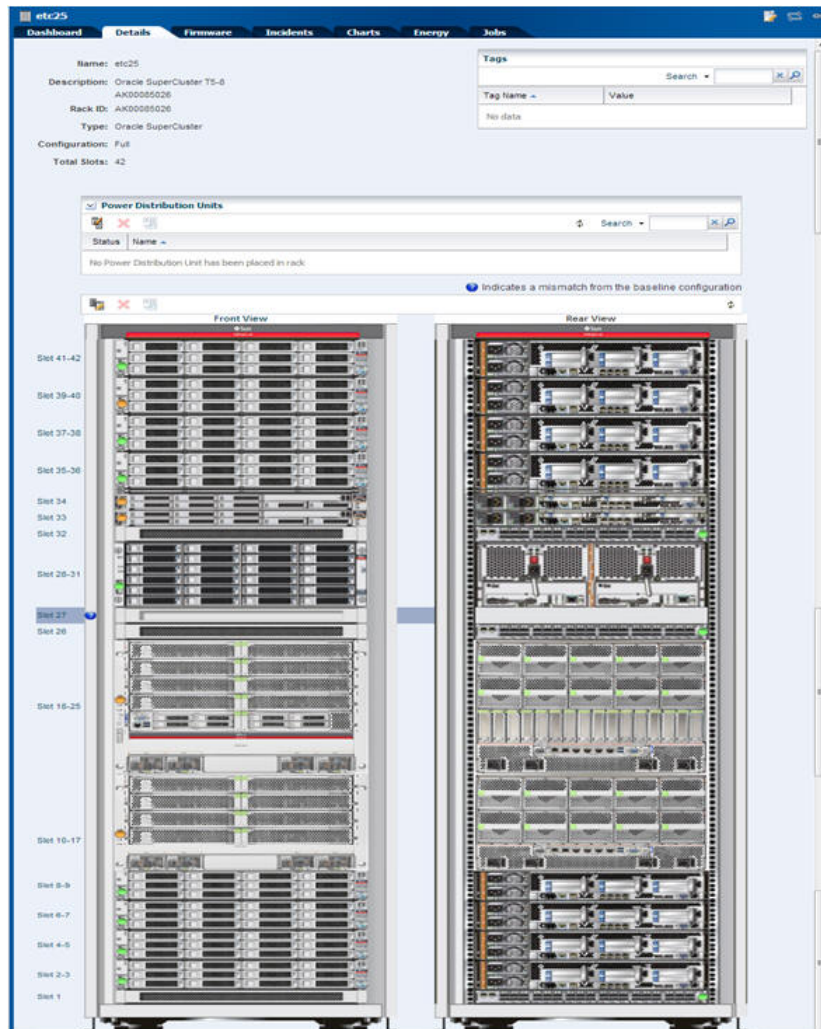 etc25
Dashboard Details Firmware Incidents Charts Energy Jobs
Name: etc25
Description: Oracle SuperCluster T5-8
AK00085026
Rack ID: AK00085026
Type: Oracle SuperCluster
Configuration: Full
Total Slots: 42
Tags
Search
Tag Name Value
No data
Power Distribution Units
Search
Status Name
No Power Distribution Unit has been placed in rack
Indicates a mismatch from the baseline configuration
Front View Rear View
Sun Sun
Slot 41-42
Slot 39-40
Slot 37-38
Slot 35-36
Slot 34
Slot 33
Slot 32
Slot 28-31
Slot 27
Slot 26
Slot 16-25
Slot 10-17
Slot 8-9
Slot 6-7
Slot 4-5
Slot 2-3
Slot 1